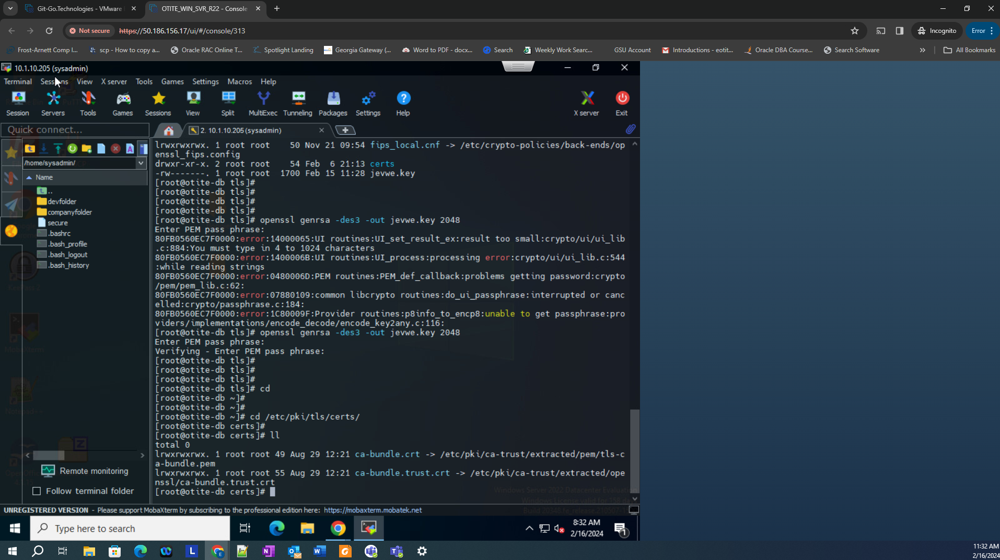 Git-Go.Technologies - VMware
OTITE_WIN_SVR_R22 - Console
Not secure
https://50.186.156.17/ui/#/console/313
Incognito
Error
Frost-Arnett Comp I...
scp - How to copy a...
Oracle RAC Online T...
Spotlight Landing
Georgia Gateway (...
Word to PDF - docx...
Search
Weekly Work Searc...
GSU Account
Introductions - eotit...
Oracle DBA Course...
Search Software
All Bookmarks
10.1.10.205 (sysadmin)
Terminal Sessions View X server Tools Games Settings Macros Help
Session Servers Tools Games Sessions View Split MultiExec Tunneling Packages Settings Help X server Exit
Quick connect...
2. 10.1.10.205 (sysadmin)
/home/sysadmin/
Name
..
devfolder
companyfolder
secure
.bashrc
.bash_profile
.bash_logout
.bash_history
Remote monitoring
Follow terminal folder
lrwxrwxrwx. 1 root root    50 Nov 21 09:54 fips_local.cnf -> /etc/crypto-policies/back-ends/op
enssl_fips.config
drwxr-xr-x. 2 root root    54 Feb  6 21:13 certs
-rw-------. 1 root root  1700 Feb 15 11:28 jevwe.key
[root@otite-db tls]#
[root@otite-db tls]#
[root@otite-db tls]#
[root@otite-db tls]#
[root@otite-db tls]# openssl genrsa -des3 -out jevwe.key 2048
Enter PEM pass phrase:
80FB0560EC7F0000:error:14000065:UI routines:UI_set_result_ex:result too small:crypto/ui/ui_lib
.c:884:You must type in 4 to 1024 characters
80FB0560EC7F0000:error:1400006B:UI routines:UI_process:processing error:crypto/ui/ui_lib.c:544
:while reading strings
80FB0560EC7F0000:error:0480006D:PEM routines:PEM_def_callback:problems getting password:crypto
/pem/pem_lib.c:62:
80FB0560EC7F0000:error:07880109:common libcrypto routines:do_ui_passphrase:interrupted or canc
elled:crypto/passphrase.c:184:
80FB0560EC7F0000:error:1C80009F:Provider routines:p8info_to_encp8:unable to get passphrase:pro
viders/implementations/encode_decode/encode_key2any.c:116:
[root@otite-db tls]# openssl genrsa -des3 -out jevwe.key 2048
Enter PEM pass phrase:
Verifying - Enter PEM pass phrase:
[root@otite-db tls]#
[root@otite-db tls]#
[root@otite-db tls]#
[root@otite-db tls]# cd
[root@otite-db ~]#
[root@otite-db ~]#
[root@otite-db ~]# cd /etc/pki/tls/certs/
[root@otite-db certs]#
[root@otite-db certs]# ll
total 0
lrwxrwxrwx. 1 root root 49 Aug 29 12:21 ca-bundle.crt -> /etc/pki/ca-trust/extracted/pem/tls-c
a-bundle.pem
lrwxrwxrwx. 1 root root 55 Aug 29 12:21 ca-bundle.trust.crt -> /etc/pki/ca-trust/extracted/ope
nssl/ca-bundle.trust.crt
[root@otite-db certs]#
Windows Server 2022 Datacenter Evaluation
Windows License valid for 158 da
UNREGISTERED VERSION - Please support MobaXterm by subscribing to the professional edition here: https://mobaxterm.mobatek.net
Type here to search
8:32 AM
2/16/2024
1
11:32 AM
2/16/2024